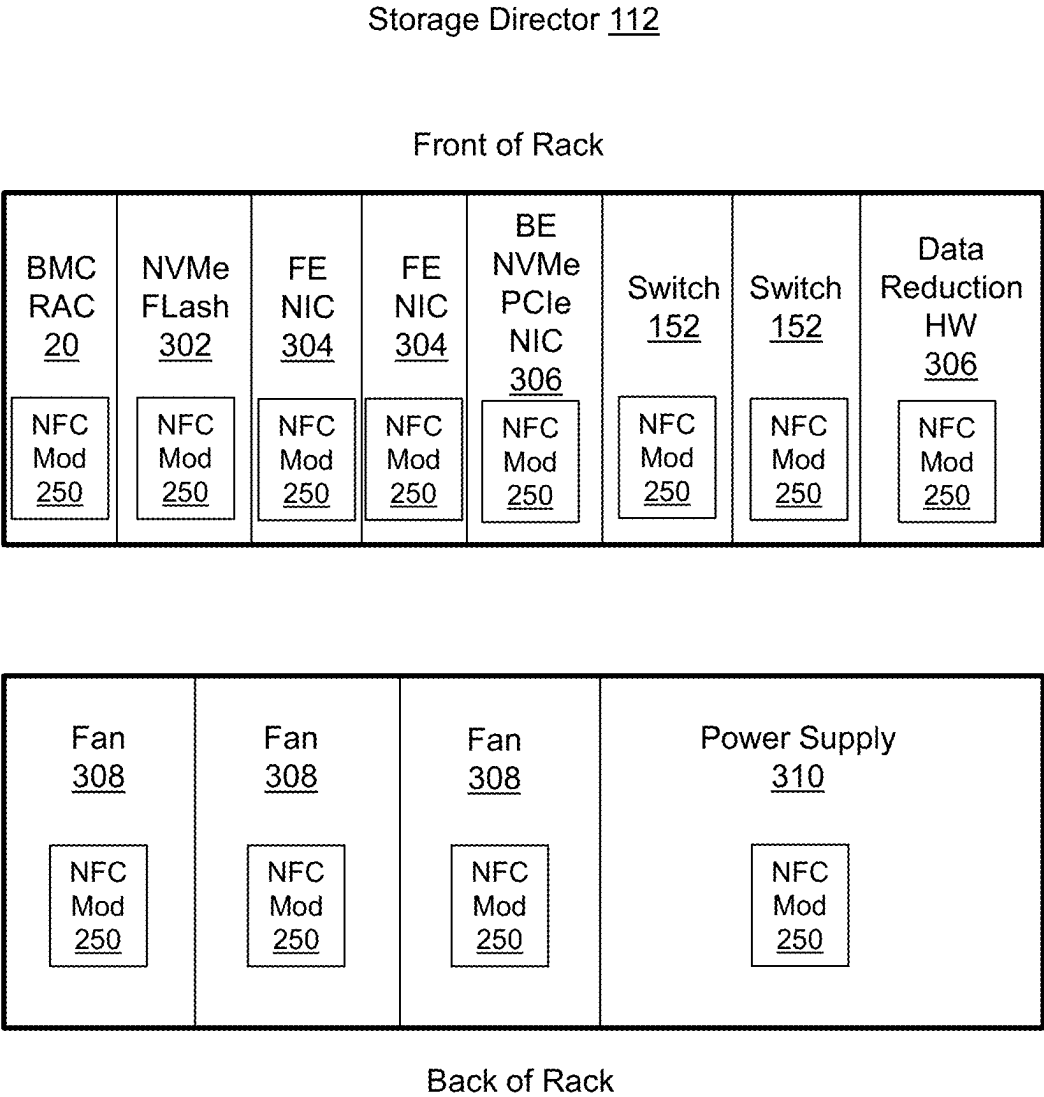 Storage Director 112
Front of Rack
BMC
RAC
20
NFC
Mod
250
NVMe
FLash
302
NFC
Mod
250
FE
NIC
304
NFC
Mod
250
FE
NIC
304
NFC
Mod
250
BE
NVMe
PCIe
NIC
306
NFC
Mod
250
Switch
152
NFC
Mod
250
Switch
152
NFC
Mod
250
Data
Reduction
HW
306
NFC
Mod
250
Fan
308
NFC
Mod
250
Fan
308
NFC
Mod
250
Fan
308
NFC
Mod
250
Power Supply
310
NFC
Mod
250
Back of Rack